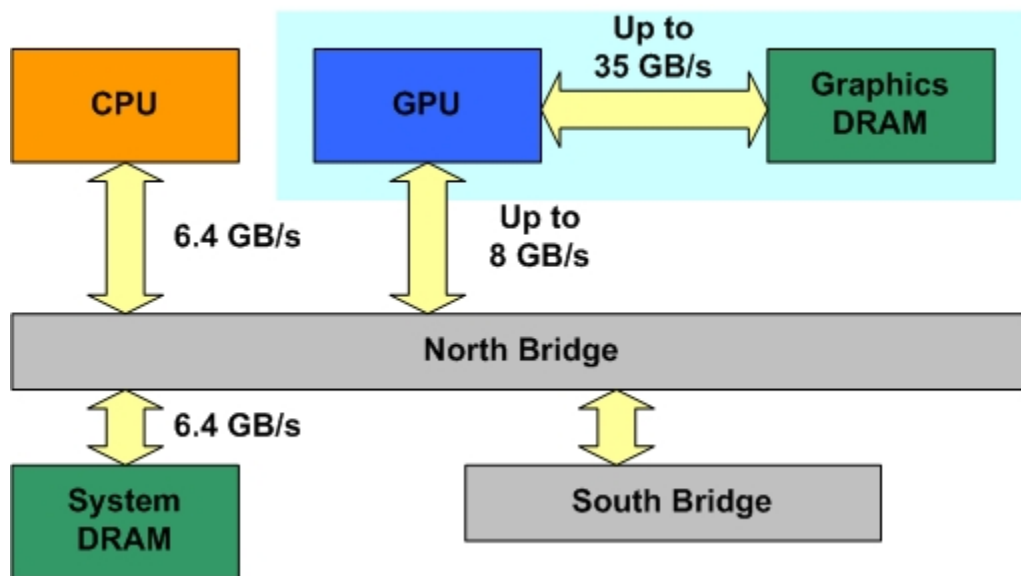 CPU
GPU
Up to
35 GB/s
Graphics
DRAM
6.4 GB/s
Up to
8 GB/s
North Bridge
6.4 GB/s
System
DRAM
South Bridge